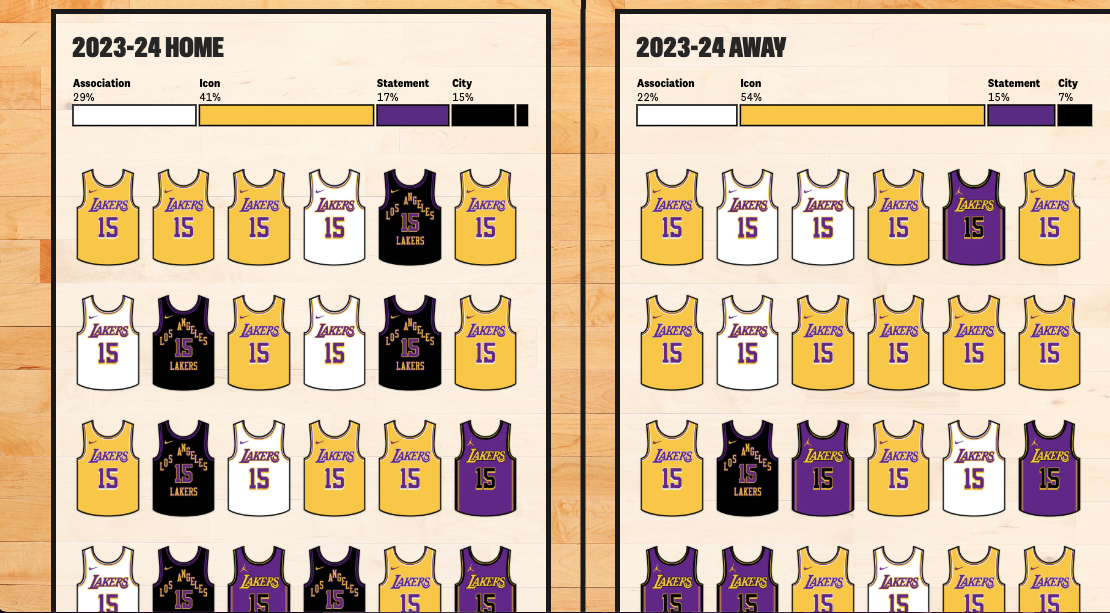 2023-24 HOME
Association Icon Statement City
29% 41% 17% 15%
LAKERS LAKERS LAKERS LAKERS LOS ANGELES LAKERS
15 15 15 15 15 15
LAKERS
LAKERS LOS ANGELES LAKERS LAKERS LOS ANGELES LAKERS
15 15 15 15 15 15
LAKERS LAKERS
LAKERS LOS ANGELES LAKERS LAKERS LAKERS LAKERS
15 15 15 15 15 15
LAKERS
LAKERS LOS ANGELES LAKERS LOS ANGELES LAKERS LAKERS
15 15 15 15 15 15
2023-24 AWAY
Association Icon Statement City
22% 54% 15% 7%
LAKERS LAKERS LAKERS LAKERS LAKERS LAKERS
15 15 15 15 15 15
LAKERS LAKERS LAKERS LAKERS LAKERS LAKERS
15 15 15 15 15 15
LAKERS LOS ANGELES LAKERS LAKERS LAKERS LAKERS
15 15 15 15 15 15
LAKERS
LAKERS LAKERS LAKERS LAKERS LAKERS LAKERS
15 15 15 15 15 15